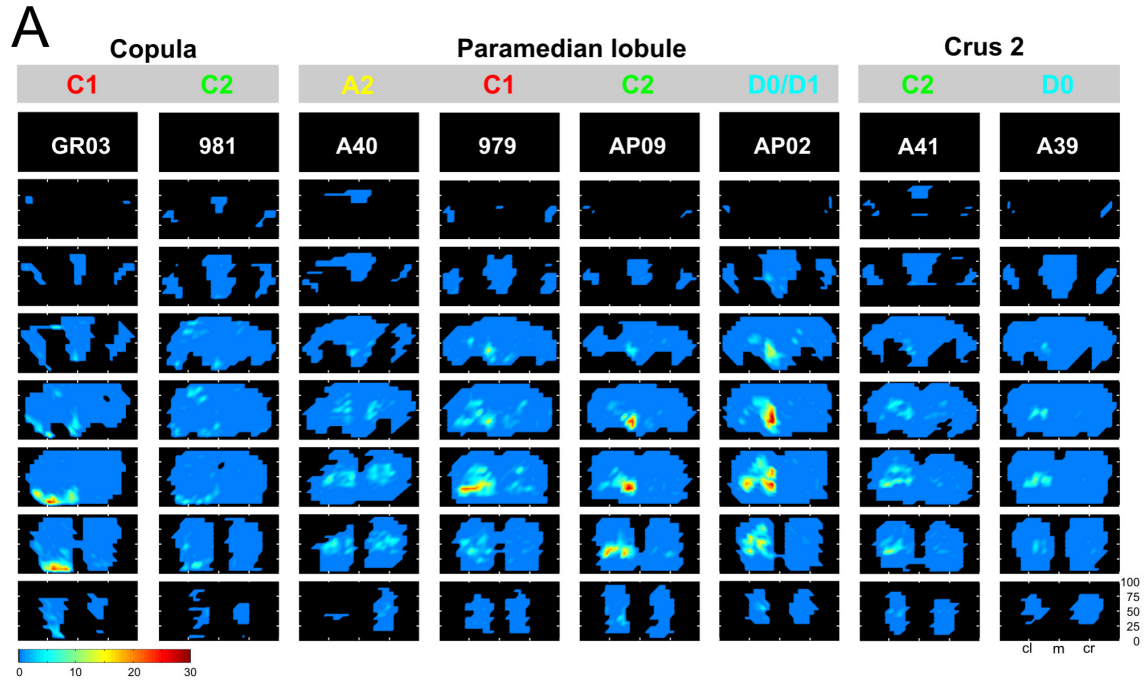 A
Copula Paramedian lobule Crus 2
C1 C2 A2 C1 C2 D0/D1 C2 D0
GR03 981 A40 979 AP09 AP02 A41 A39
100
75
50
25
0
cl m cr
0 10 20 30